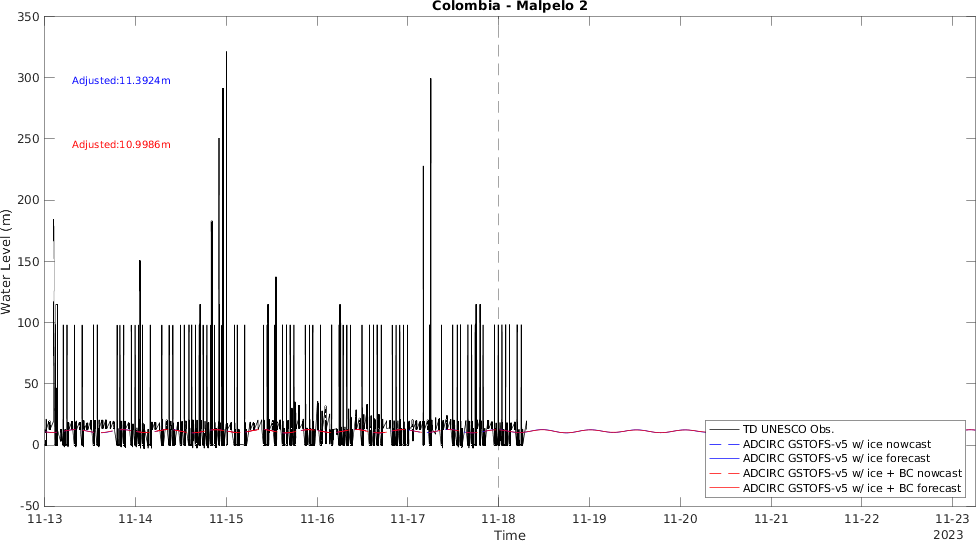 Colombia - Malpelo 2
350
300
250
200
150
100
50
0
-50
Water Level (m)
Adjusted:11.3924m
Adjusted:10.9986m
TD UNESCO Obs.
ADCIRC GSTOFS-v5 w/ ice nowcast
ADCIRC GSTOFS-v5 w/ ice forecast
ADCIRC GSTOFS-v5 w/ ice + BC nowcast
ADCIRC GSTOFS-v5 w/ ice + BC forecast
11-13 11-14 11-15 11-16 11-17 11-18 11-19 11-20 11-21 11-22 11-23
Time
2023